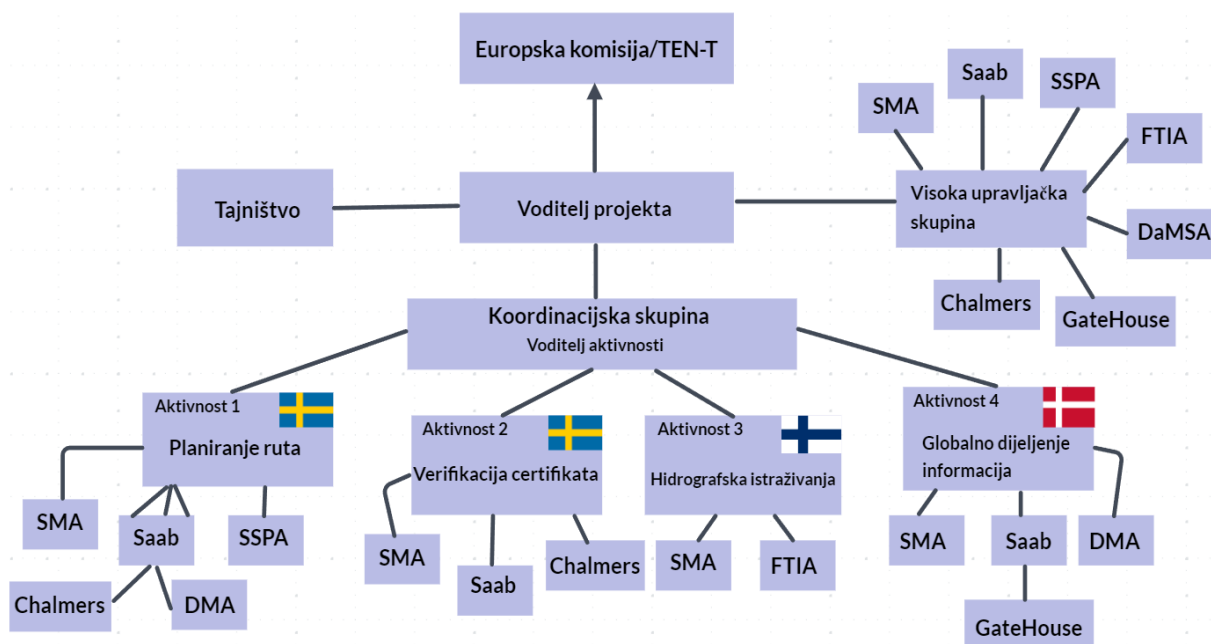 Europska komisija/TEN-T
Saab
SSPA
SMA
FTIA
Tajništvo
Voditelj projekta
Visoka upravljačka
skupina
DaMSA
Chalmers
GateHouse
Koordinacijska skupina
Voditelj aktivnosti
Aktivnost 1
Planiranje ruta
SMA
Saab
SSPA
Chalmers
DMA
Aktivnost 2
Verifikacija certifikata
SMA
Saab
Chalmers
Aktivnost 3
Hidrografska istraživanja
SMA
FTIA
Aktivnost 4
Globalno dijeljenje
informacija
SMA
Saab
DMA
GateHouse